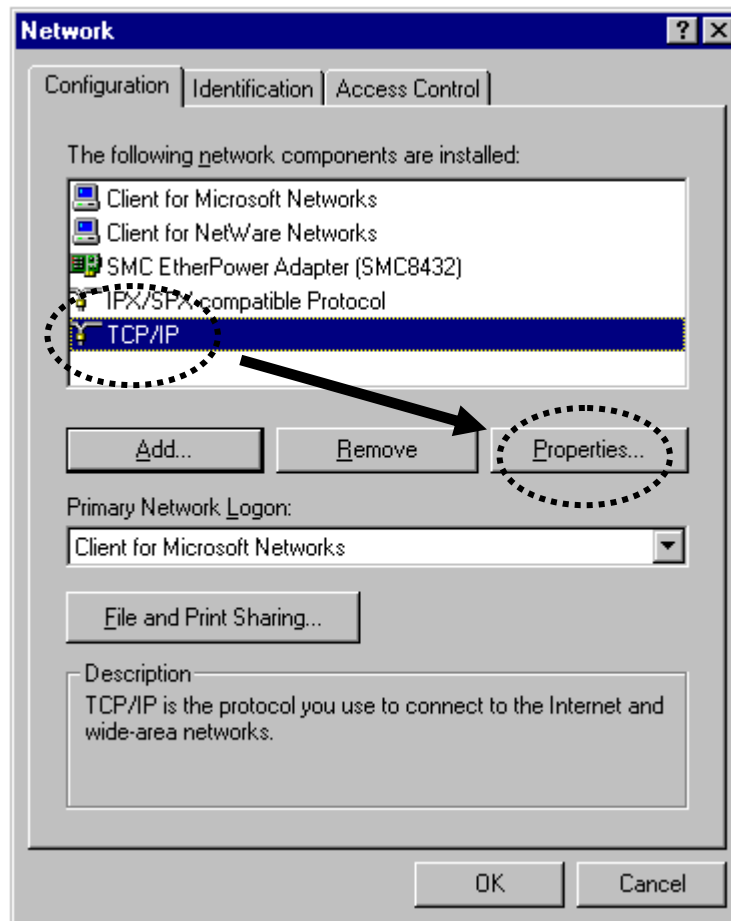 Network
Configuration Identification Access Control
The following network components are installed:
Client for Microsoft Networks
Client for NetWare Networks
SMC EtherPower Adapter (SMC8432)
IPX/SPX-compatible Protocol
TCP/IP
Add... Remove Properties...
Primary Network Logon:
Client for Microsoft Networks
File and Print Sharing...
Description
TCP/IP is the protocol you use to connect to the Internet and
wide-area networks.
OK Cancel